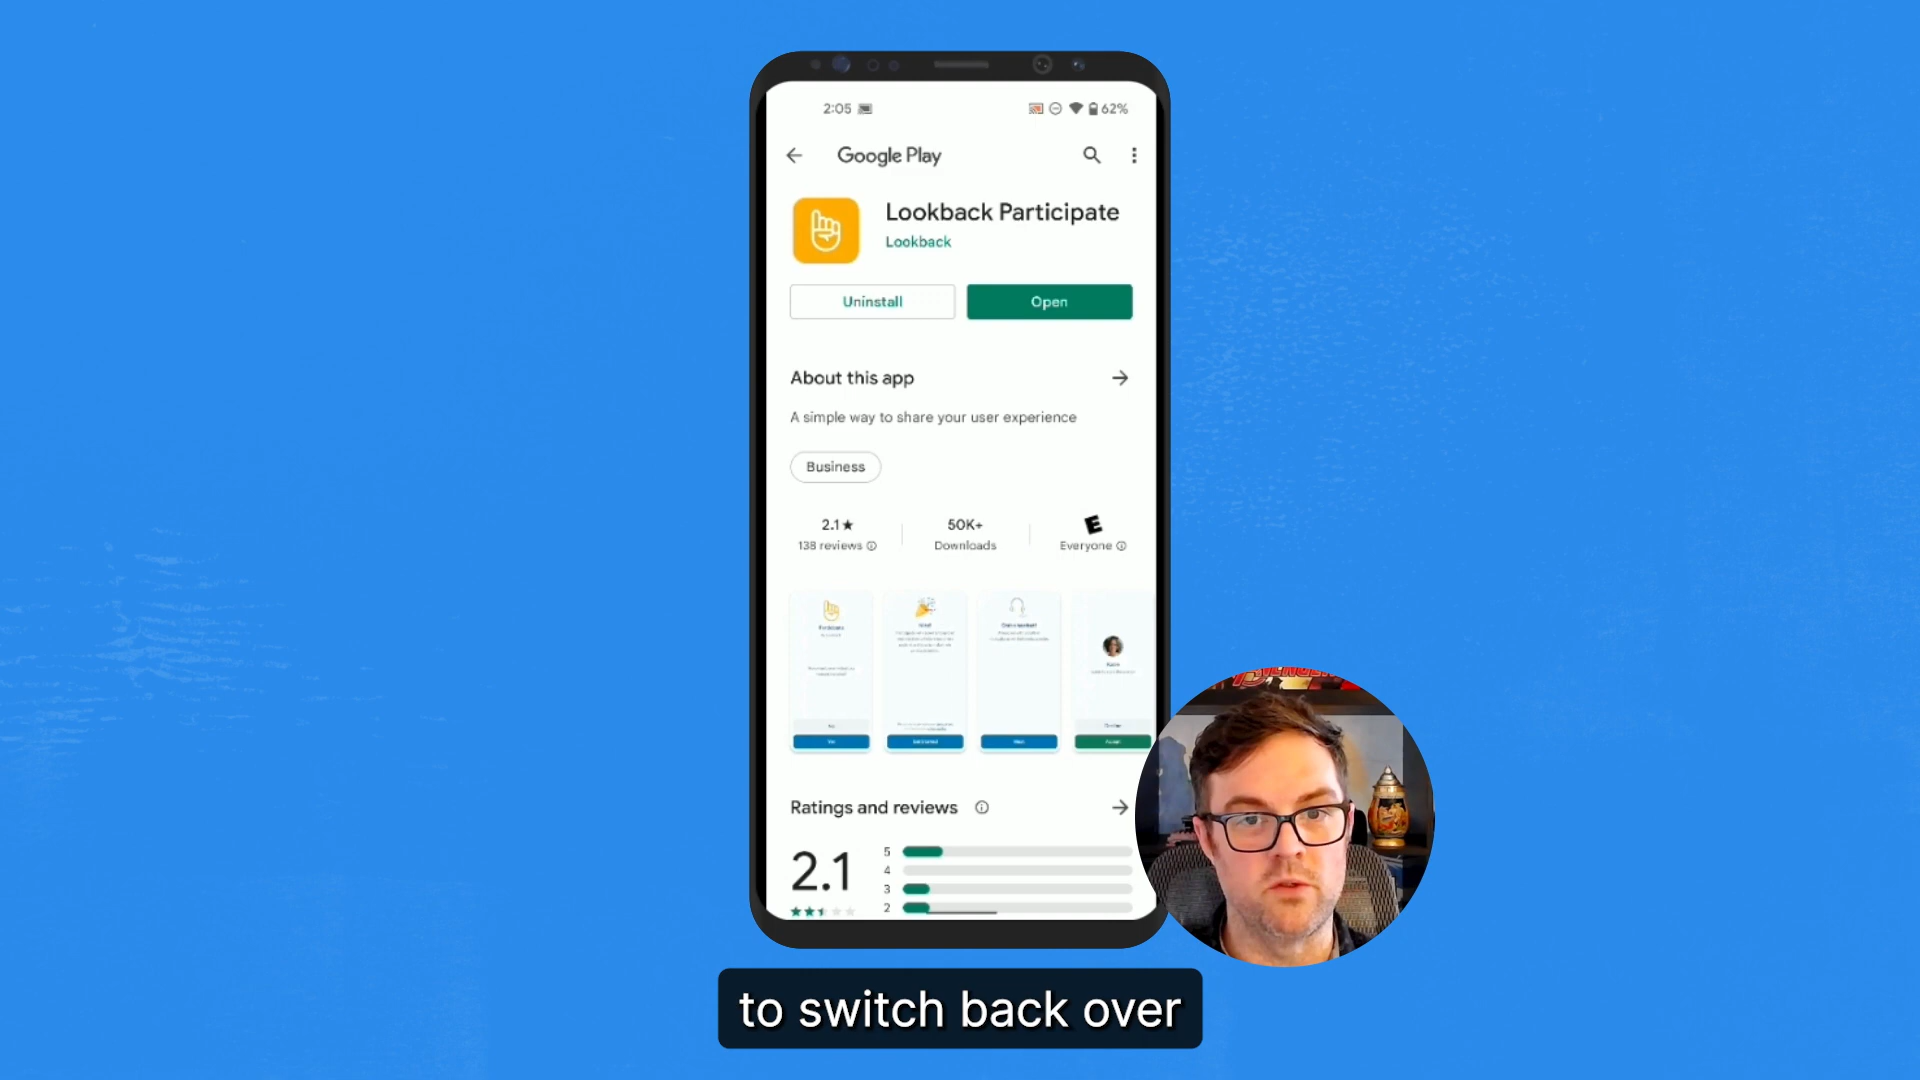 2:05
62%
Google Play
Lookback Participate
Lookback
Uninstall
Open
About this app
A simple way to share your user experience
Business
2.1★
138 reviews
50K+
Downloads
E
Everyone
Ratings and reviews
2.1
5
4
3
2
to switch back over